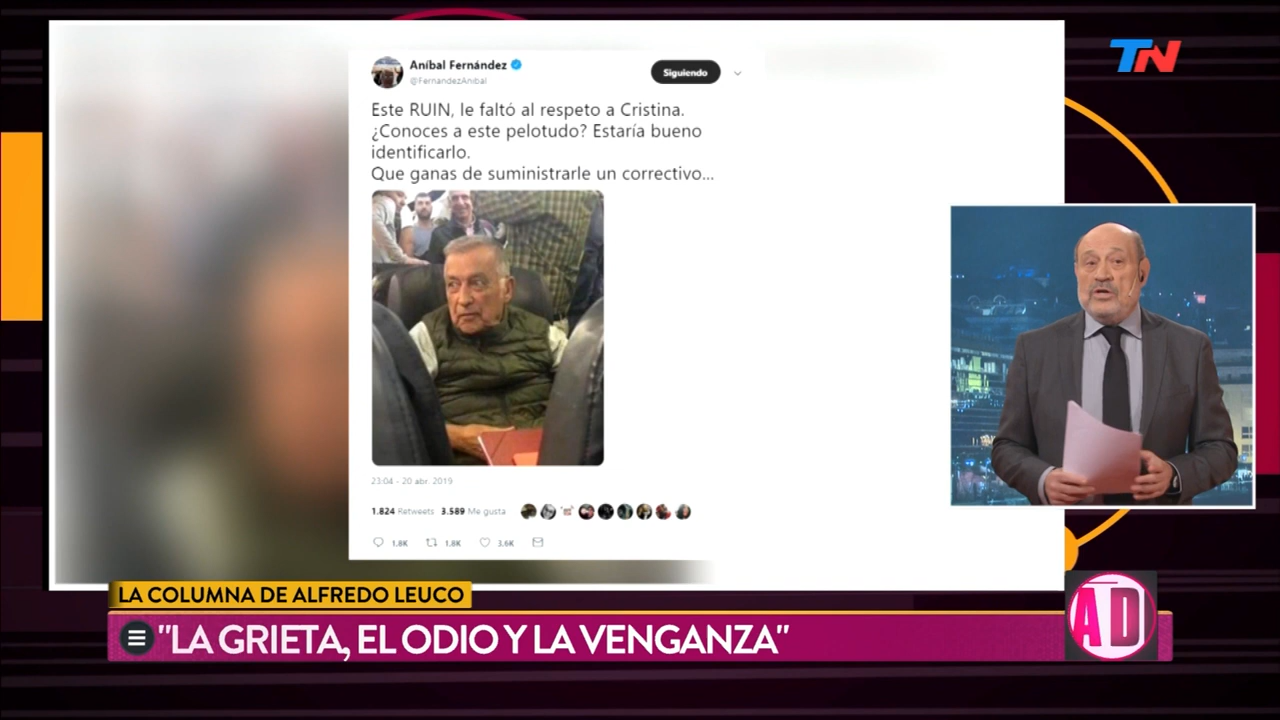 TN
Aníbal Fernández
@FernandezAnibal
Siguiendo
Este RUIN, le faltó al respeto a Cristina.
¿Conoces a este pelotudo? Estaría bueno
identificarlo.
Que ganas de suministrarle un correctivo...
23:04 - 20 abr. 2019
1.824 Retweets 3.589 Me gusta
1.8K 1.8K 3.6K
LA COLUMNA DE ALFREDO LEUCO
"LA GRIETA, EL ODIO Y LA VENGANZA"
AD